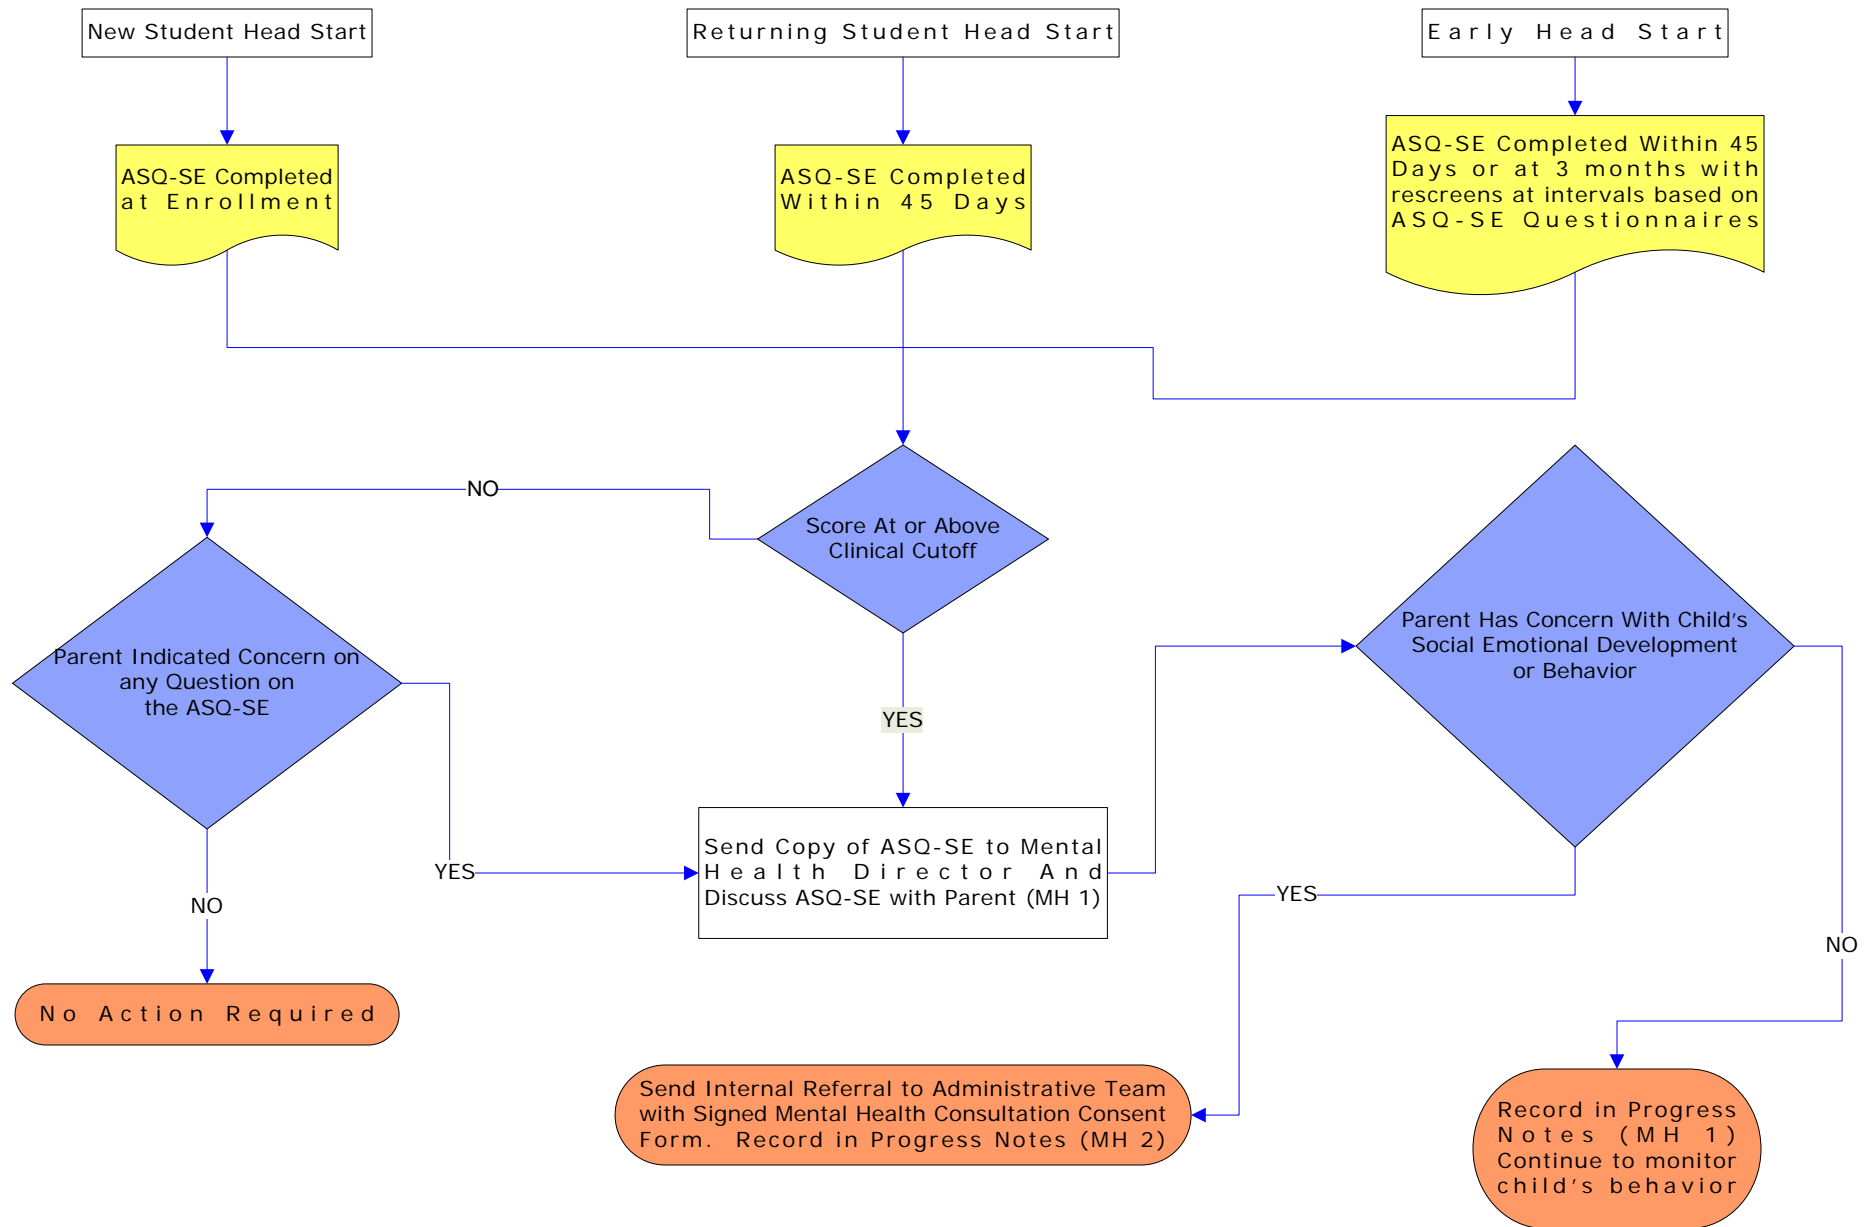 New Student Head Start
Returning Student Head Start
Early Head Start
ASQ-SE Completed
at Enrollment
ASQ-SE Completed
Within 45 Days
ASQ-SE Completed Within 45
Days or at 3 months with
rescreens at intervals based on
ASQ-SE Questionnaires
NO
Score At or Above
Clinical Cutoff
Parent Indicated Concern on
any Question on
the ASQ-SE
Parent Has Concern With Child's
Social Emotional Development
or Behavior
YES
Send Copy of ASQ-SE to Mental
Health Director And
Discuss ASQ-SE with Parent (MH 1)
YES
NO
YES
NO
No Action Required
Send Internal Referral to Administrative Team
with Signed Mental Health Consultation Consent
Form. Record in Progress Notes (MH 2)
Record in Progress
Notes (MH 1)
Continue to monitor
child's behavior